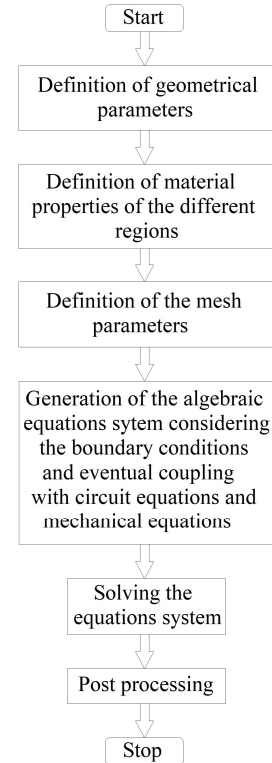 Start
Definition of geometrical
parameters
Definition of material
properties of the different
regions
Definition of the mesh
parameters
Generation of the algebraic
equations sytem considering
the boundary conditions
and eventual coupling
with circuit equations and
mechanical equations
Solving the
equations system
Post processing
Stop